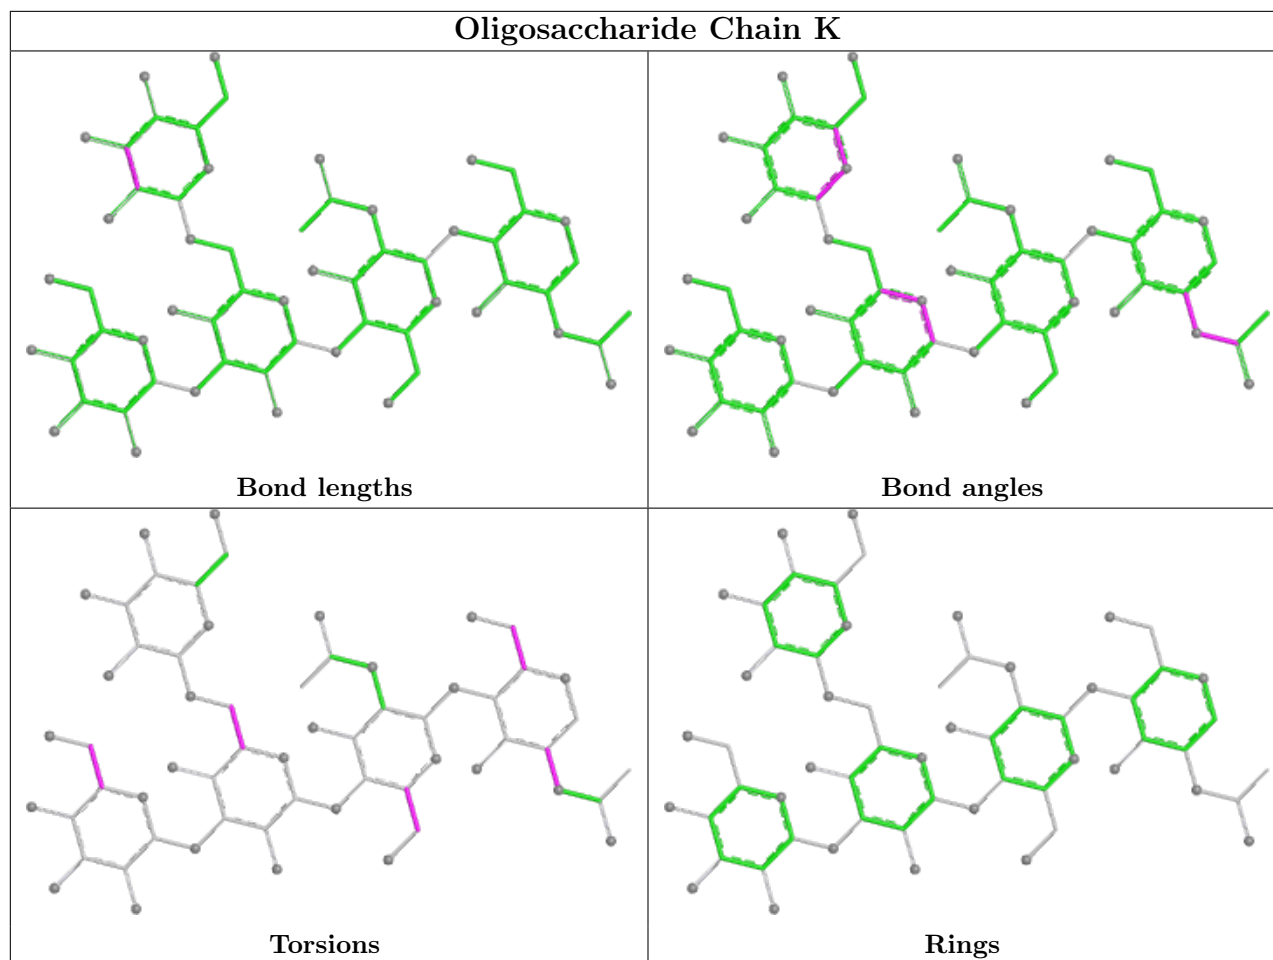 Oligosaccharide Chain K
Bond lengths
Bond angles
Torsions
Rings